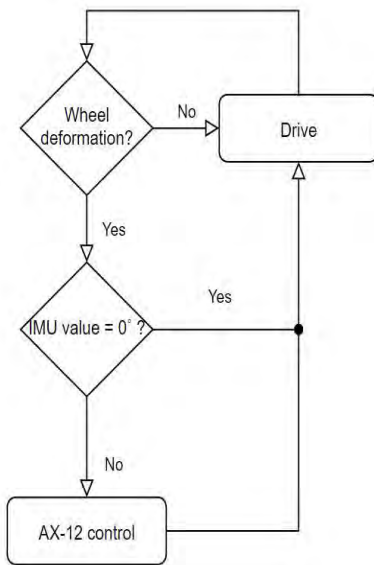 Wheel
deformation?
No
Drive
Yes
IMU value = 0° ?
Yes
No
AX-12 control